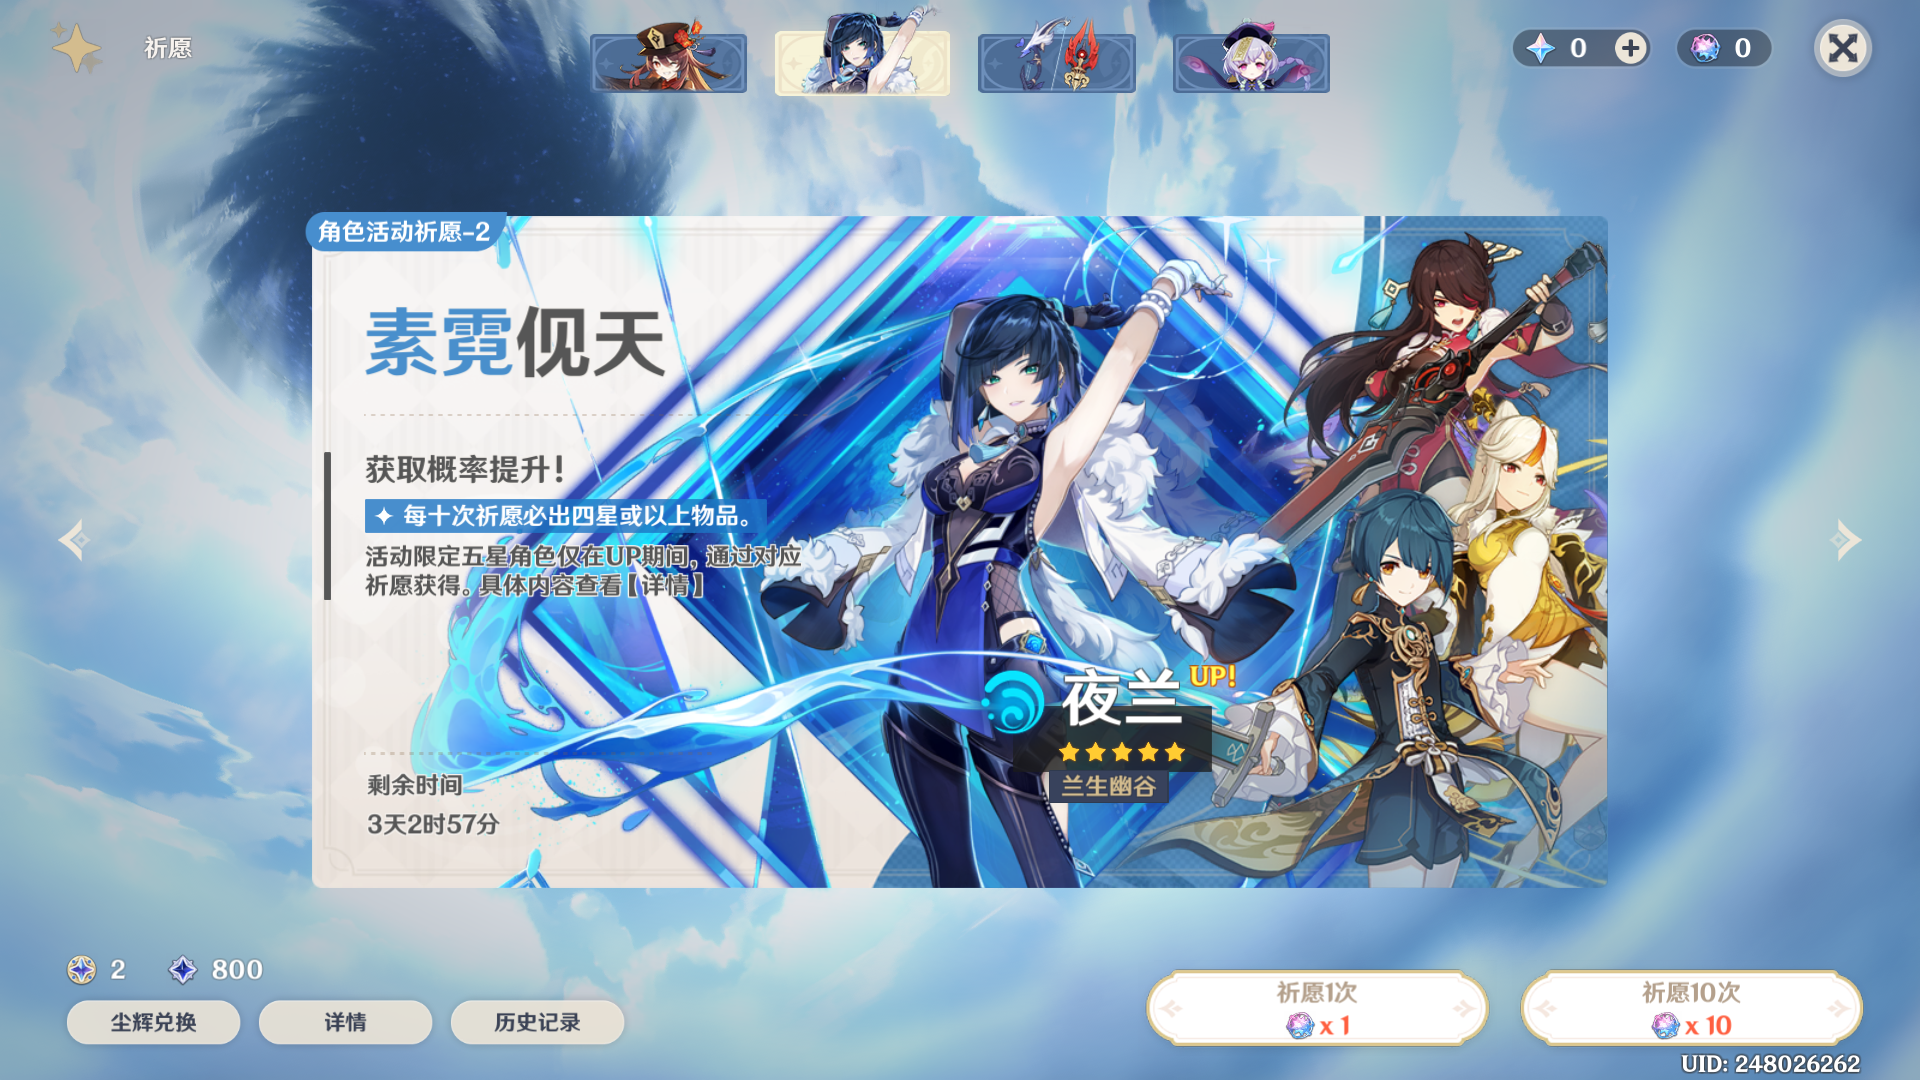 祈愿
0
0
角色活动祈愿-2
素霓伣天
获取概率提升!
每十次祈愿必出四星或以上物品。
活动限定五星角色仅在UP期间,通过对应
祈愿获得。具体内容查看【详情】
夜兰
UP!
兰生幽谷
剩余时间
3天2时57分
2
800
尘辉兑换
详情
历史记录
祈愿1次
x 1
祈愿10次
x 10
UID: 248026262